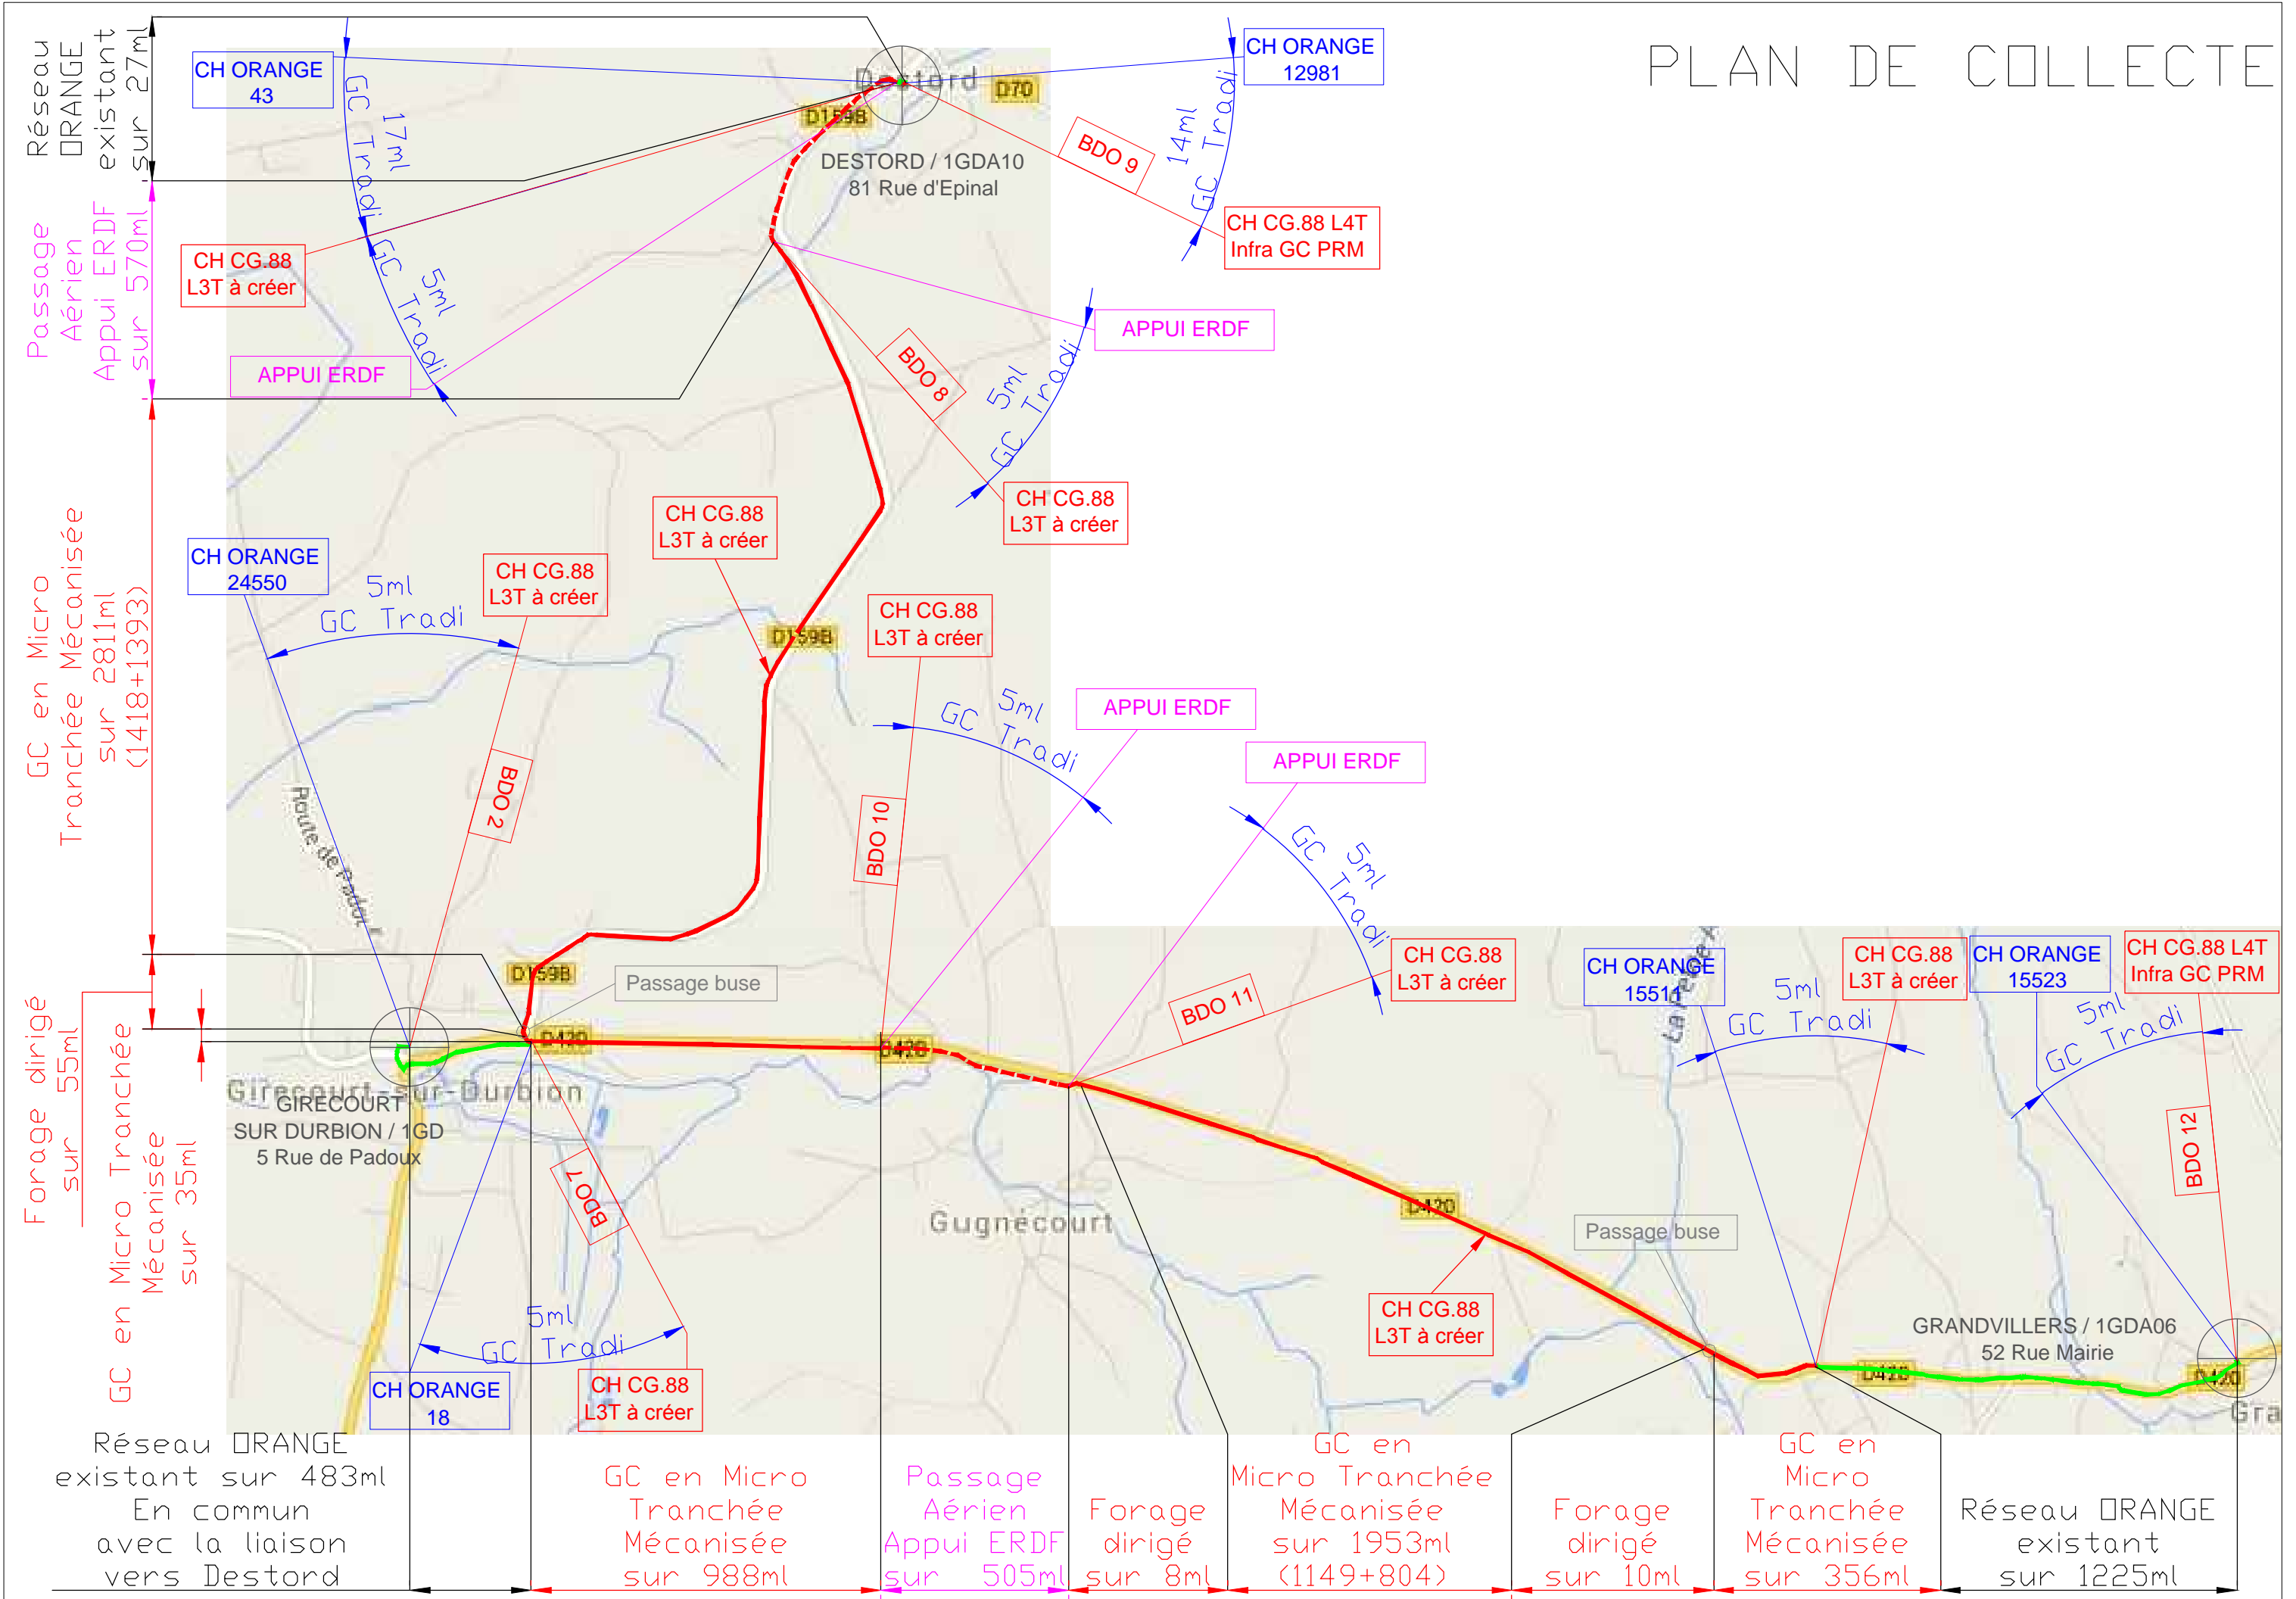 PLAN DE COLLECTE
Réseau
ORANGE
existant
sur 27ml
CH ORANGE
43
GC Tradi
17ml
CH CG.88
L3T à créer
GC Tradi
5ml
APPUI ERDF
Passage
Aérien
Appui ERDF
sur 570ml
Destord
D70
D159B
DESTORD / 1GDA10
81 Rue d'Epinal
CH ORANGE
12981
BDO 9
14ml
GC Tradi
CH CG.88 L4T
Infra GC PRM
APPUI ERDF
BDO 8
5ml
GC Tradi
CH CG.88
L3T à créer
GC en Micro
Tranchée Mécanisée
sur 2811ml
(1418+1393)
CH ORANGE
24550
5ml
GC Tradi
CH CG.88
L3T à créer
CH CG.88
L3T à créer
D159B
CH CG.88
L3T à créer
5ml
GC Tradi
APPUI ERDF
APPUI ERDF
BDO 2
BDO 10
Route de Padoux
5ml
GC Tradi
CH CG.88
L3T à créer
BDO 11
CH ORANGE
15511
CH CG.88
L3T à créer
5ml
GC Tradi
CH ORANGE
15523
CH CG.88 L4T
Infra GC PRM
5ml
GC Tradi
BDO 12
D159B
Passage buse
D420
D420
Forage dirigé
sur 55ml
GC en Micro Tranchée
Mécanisée
sur 35ml
Girecourt-sur-Durbion
GIRECOURT
SUR DURBION / 1GD
5 Rue de Padoux
BDO 7
Gugnécourt
D420
Passage buse
CH CG.88
L3T à créer
5ml
GC Tradi
CH ORANGE
18
CH CG.88
L3T à créer
GRANDVILLERS / 1GDA06
52 Rue Mairie
D420
D420
Gra
Réseau ORANGE
existant sur 483ml
En commun
avec la liaison
vers Destord
GC en Micro
Tranchée
Mécanisée
sur 988ml
Passage
Aérien
Appui ERDF
sur 505ml
Forage
dirigé
sur 8ml
GC en
Micro Tranchée
Mécanisée
sur 1953ml
(1149+804)
Forage
dirigé
sur 10ml
GC en
Micro
Tranchée
Mécanisée
sur 356ml
Réseau ORANGE
existant
sur 1225ml